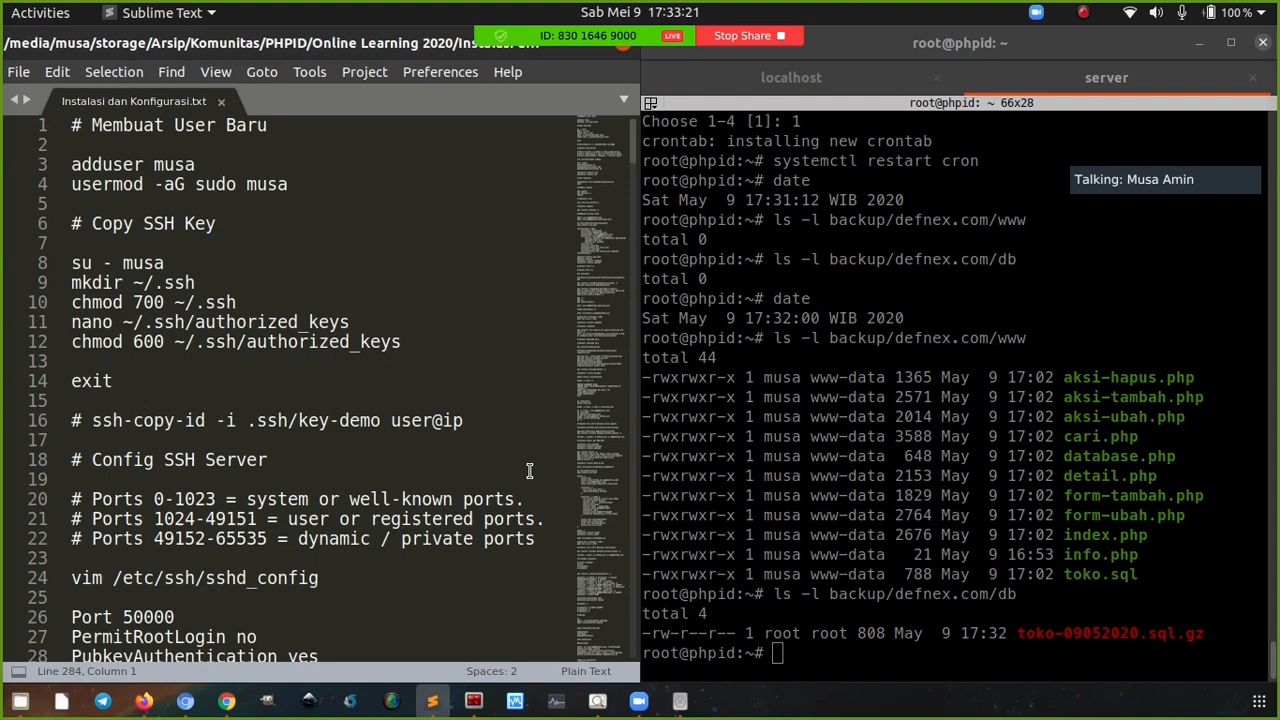 Activities
Sublime Text
Sab Mei 9 17:33:21
100 %
/media/musa/storage/Arsip/Komunitas/PHPID/Online Learning 2020/Instalasi
ID: 830 1646 9000
LIVE
Stop Share
root@phpid: ~
File Edit Selection Find View Goto Tools Project Preferences Help
localhost
server
Instalasi dan Konfigurasi.txt
root@phpid: ~ 66x28
1 # Membuat User Baru
2
3 adduser musa
4 usermod -aG sudo musa
5
6 # Copy SSH Key
7
8 su - musa
9 mkdir ~/.ssh
10 chmod 700 ~/.ssh
11 nano ~/.ssh/authorized_keys
12 chmod 600 ~/.ssh/authorized_keys
13
14 exit
15
16 # ssh-copy-id -i .ssh/key-demo user@ip
17
18 # Config SSH Server
19
20 # Ports 0-1023 = system or well-known ports.
21 # Ports 1024-49151 = user or registered ports.
22 # Ports 49152-65535 = dynamic / private ports
23
24 vim /etc/ssh/sshd_config
25
26 Port 50000
27 PermitRootLogin no
28 PubkeyAuthentication yes
Line 284, Column 1
Spaces: 2
Plain Text
Choose 1-4 [1]: 1
crontab: installing new crontab
root@phpid:~# systemctl restart cron
root@phpid:~# date
Talking: Musa Amin
Sat May  9 17:31:12 WIB 2020
root@phpid:~# ls -l backup/defnex.com/www
total 0
root@phpid:~# ls -l backup/defnex.com/db
total 0
root@phpid:~# date
Sat May  9 17:32:00 WIB 2020
root@phpid:~# ls -l backup/defnex.com/www
total 44
-rwxrwxr-x 1 musa www-data 1365 May  9 17:02 aksi-hapus.php
-rwxrwxr-x 1 musa www-data 2571 May  9 17:02 aksi-tambah.php
-rwxrwxr-x 1 musa www-data 2014 May  9 17:02 aksi-ubah.php
-rwxrwxr-x 1 musa www-data 3588 May  9 17:02 cari.php
-rwxrwxr-x 1 musa www-data  648 May  9 17:02 database.php
-rwxrwxr-x 1 musa www-data 2153 May  9 17:02 detail.php
-rwxrwxr-x 1 musa www-data 1829 May  9 17:02 form-tambah.php
-rwxrwxr-x 1 musa www-data 2764 May  9 17:02 form-ubah.php
-rwxrwxr-x 1 musa www-data 2676 May  9 17:02 index.php
-rwxrwxr-x 1 musa www-data   21 May  9 16:53 info.php
-rwxrwxr-x 1 musa www-data  788 May  9 17:02 toko.sql
root@phpid:~# ls -l backup/defnex.com/db
total 4
-rw-r--r-- 1 root root 808 May  9 17:32 toko-09052020.sql.gz
root@phpid:~#